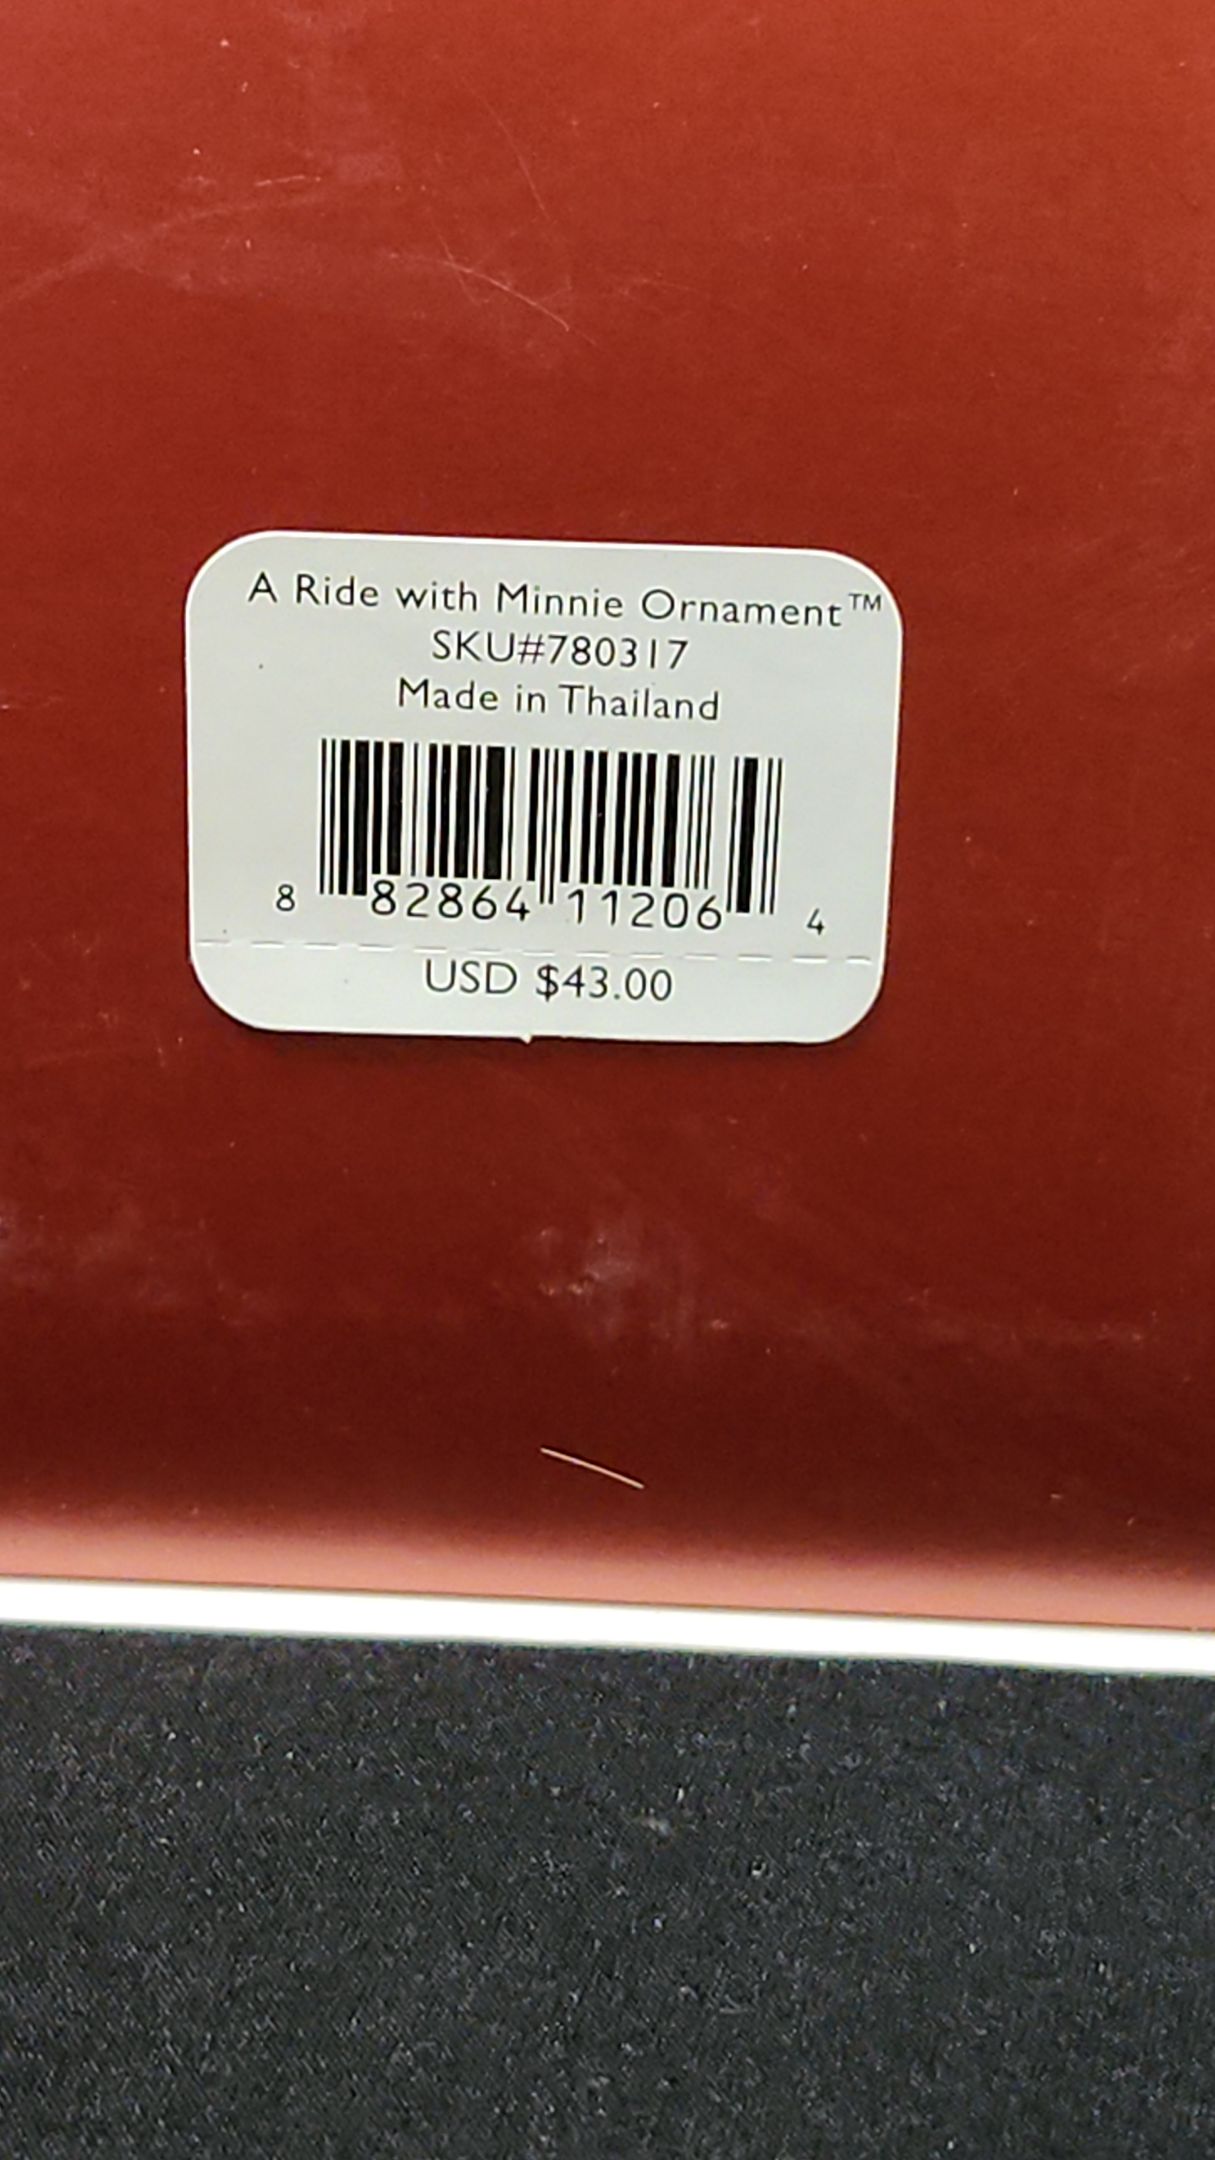 A Ride with Minnie Ornament™
SKU#780317
Made in Thailand
8 82864 11206 4
USD $43.00